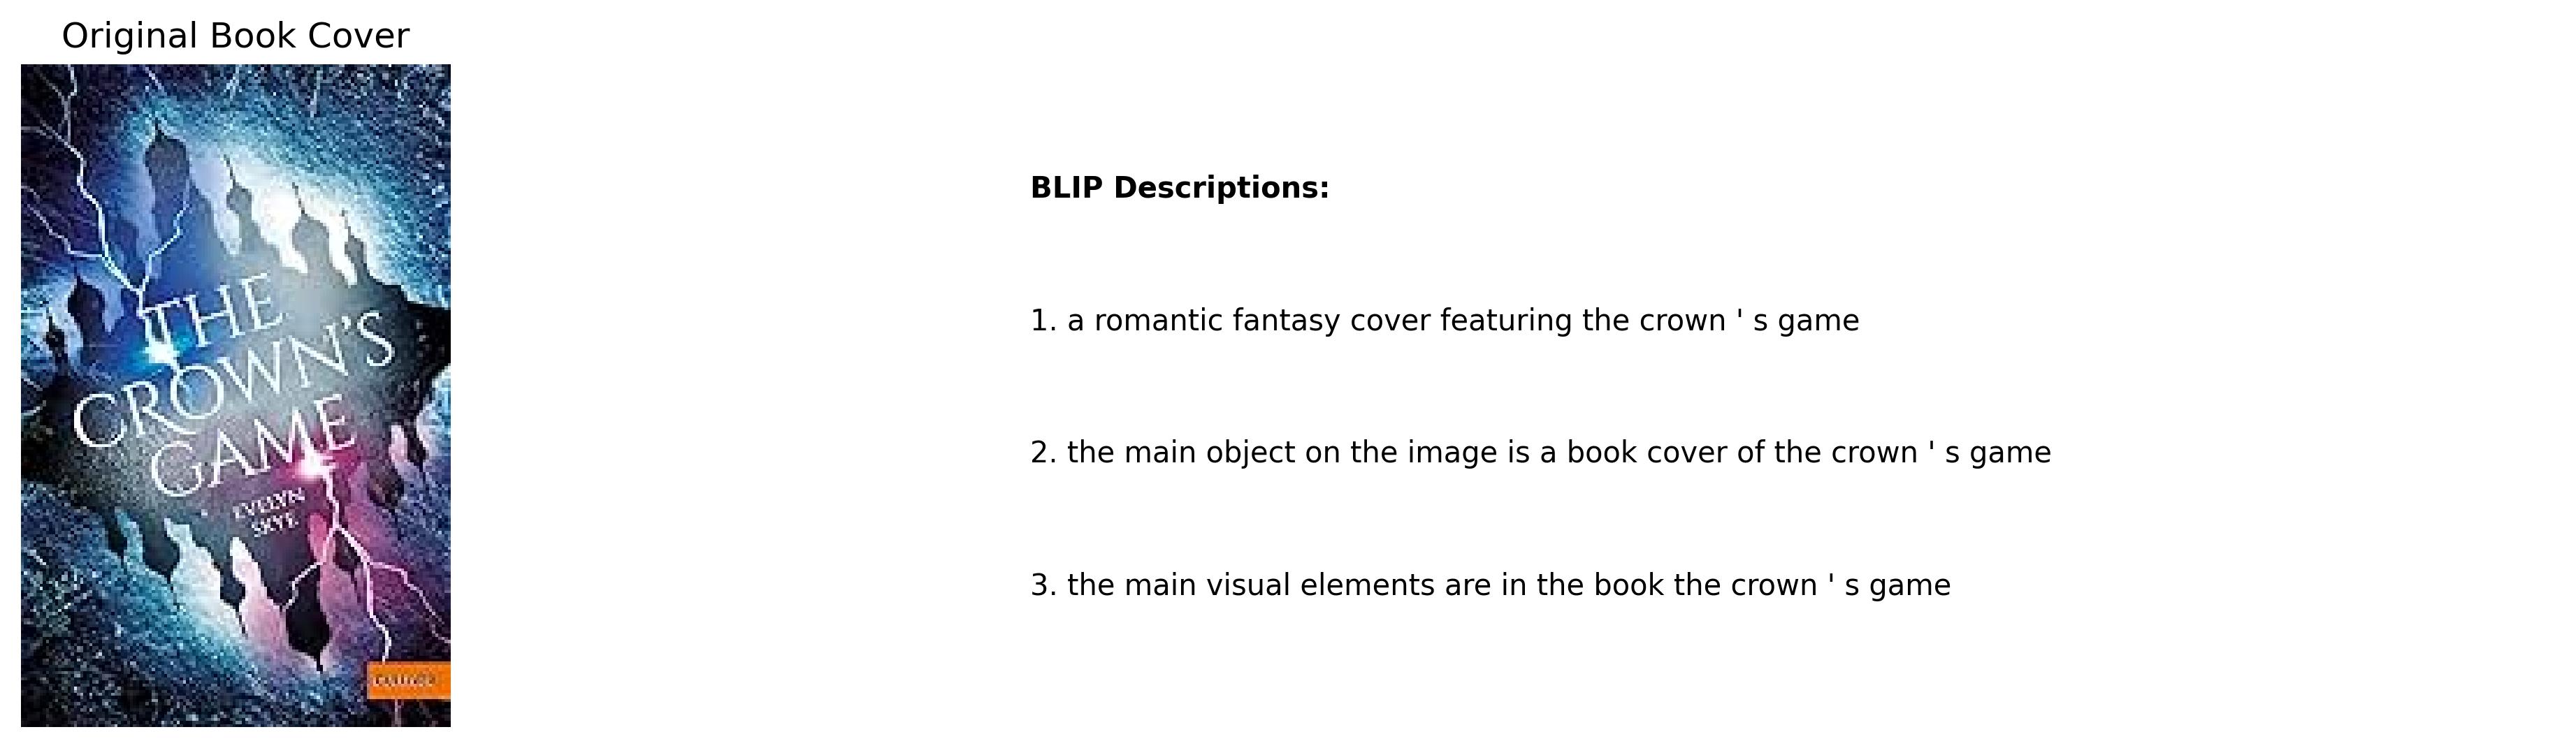 Original Book Cover
THE
CROWN'S
GAME
EVELYN
SKYE
BLIP Descriptions:
1. a romantic fantasy cover featuring the crown ' s game
2. the main object on the image is a book cover of the crown ' s game
3. the main visual elements are in the book the crown ' s game